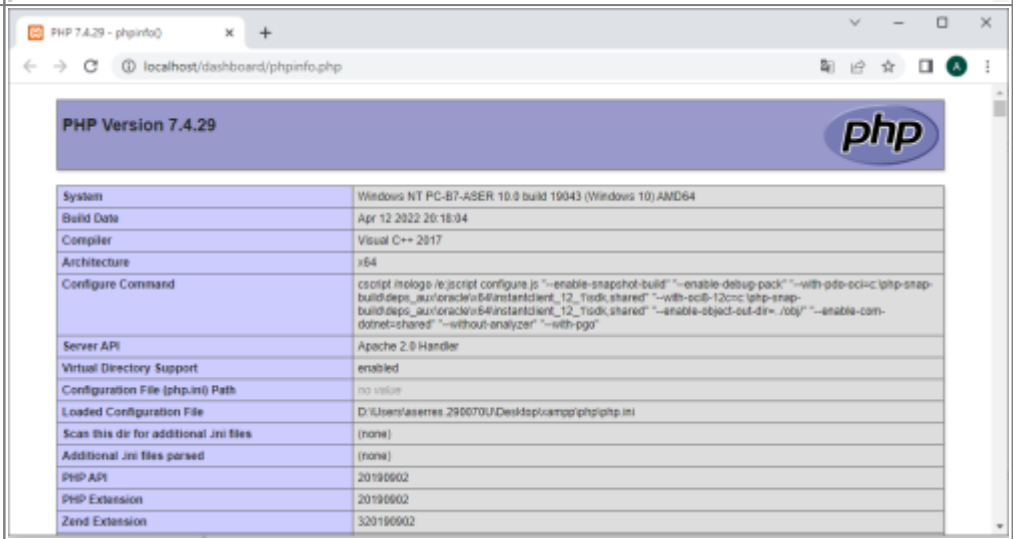 PHP 7.4.29 - phpinfo()
localhost/dashboard/phpinfo.php
A
PHP Version 7.4.29
php
System Windows NT PC-B7-ASER 10.0 build 19043 (Windows 10) AMD64
Build Date Apr 12 2022 20:18:04
Compiler Visual C++ 2017
Architecture x64
Configure Command cscript /nologo /e:jscript configure.js "--enable-snapshot-build" "--enable-debug-pack" "--with-pdo-oci=c:\php-snap-
build\deps_aux\oracle\x64\instantclient_12_1\sdk,shared" "--with-oci8-12c=c:\php-snap-
build\deps_aux\oracle\x64\instantclient_12_1\sdk,shared" "--enable-object-out-dir=../obj/" "--enable-com-
dotnet=shared" "--without-analyzer" "--with-pgo"
Server API Apache 2.0 Handler
Virtual Directory Support enabled
Configuration File (php.ini) Path no value
Loaded Configuration File D:\Users\aserres.290070U\Desktop\xampp\php\php.ini
Scan this dir for additional .ini files (none)
Additional .ini files parsed (none)
PHP API 20190902
PHP Extension 20190902
Zend Extension 320190902